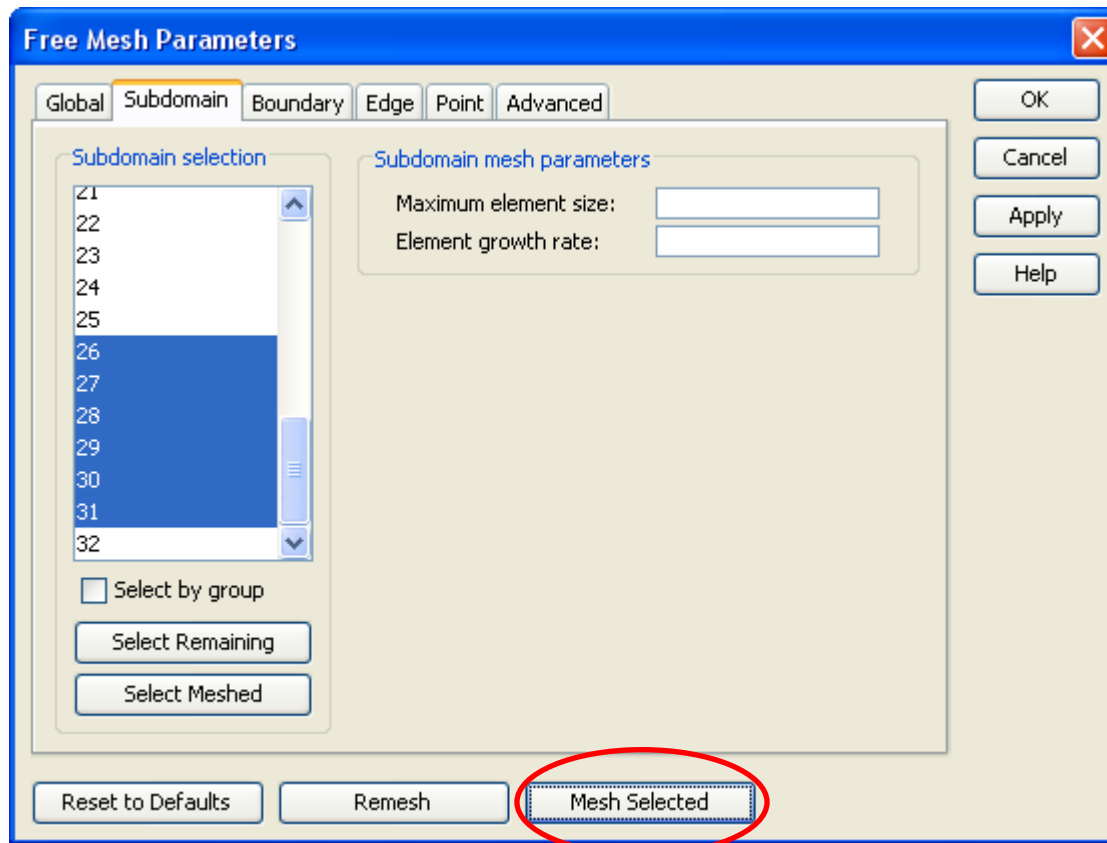 Free Mesh Parameters
Global Subdomain Boundary Edge Point Advanced
OK
Cancel
Apply
Help
Subdomain selection
21
22
23
24
25
26
27
28
29
30
31
32
Select by group
Select Remaining
Select Meshed
Subdomain mesh parameters
Maximum element size:
Element growth rate:
Reset to Defaults Remesh Mesh Selected